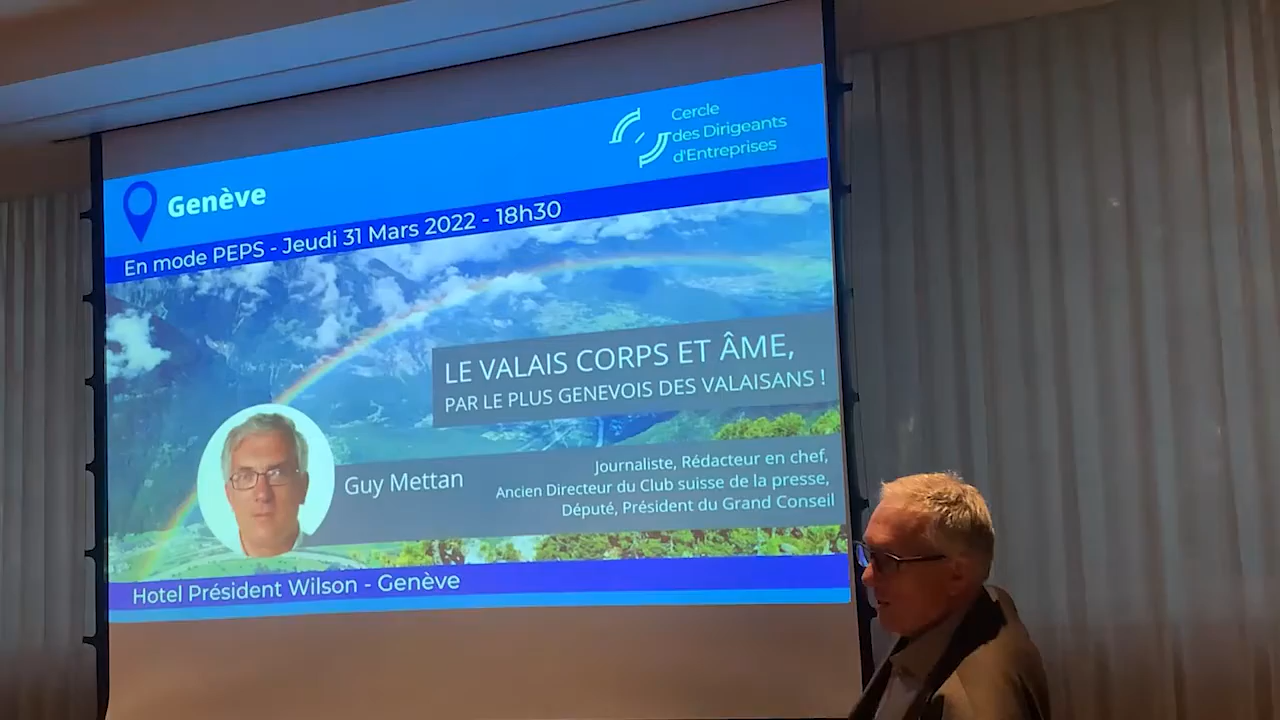 Cercle
des Dirigeants
d'Entreprises
Genève
En mode PEPS - Jeudi 31 Mars 2022 - 18h30
LE VALAIS CORPS ET ÂME,
PAR LE PLUS GENEVOIS DES VALAISANS !
Guy Mettan
Journaliste, Rédacteur en chef,
Ancien Directeur du Club suisse de la presse,
Député, Président du Grand Conseil
Hotel Président Wilson - Genève